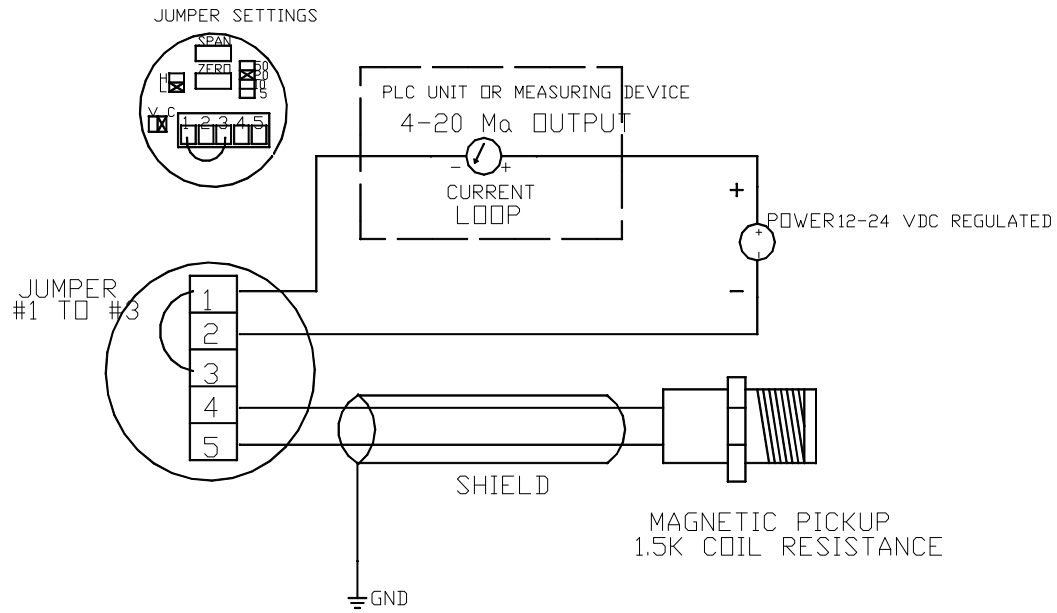 JUMPER SETTINGS
SPAN
ZERO
H
L
50
20
10
5
V C
1 2 3 4 5
PLC UNIT OR MEASURING DEVICE
4-20 Ma OUTPUT
- +
CURRENT
LOOP
+
POWER 12-24 VDC REGULATED
+
-
-
JUMPER
#1 TO #3
1
2
3
4
5
SHIELD
MAGNETIC PICKUP
1.5K COIL RESISTANCE
GND